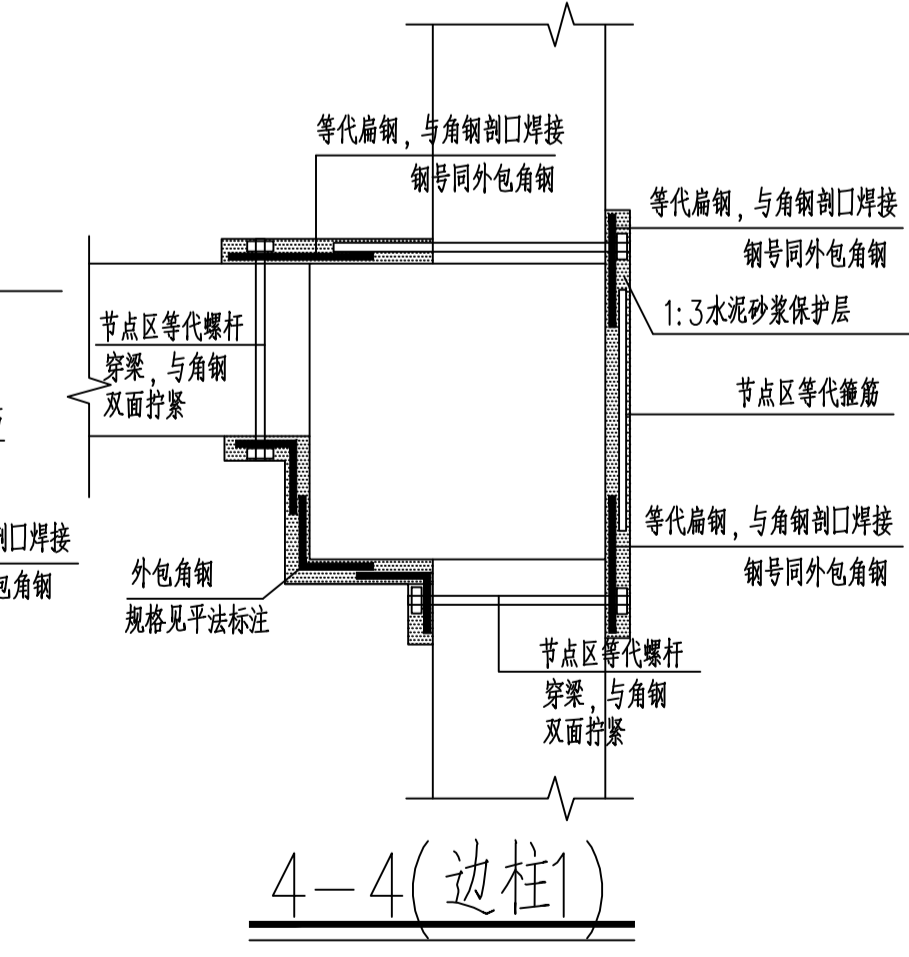 等代扁钢，与角钢剖口焊接
钢号同外包角钢
等代扁钢，与角钢剖口焊接
钢号同外包角钢
1:3水泥砂浆保护层
节点区等代螺杆
穿梁，与角钢
双面拧紧
节点区等代箍筋
剖口焊接
包角钢
等代扁钢，与角钢剖口焊接
钢号同外包角钢
外包角钢
规格见平法标注
节点区等代螺杆
穿梁，与角钢
双面拧紧
4-4(边柱1)